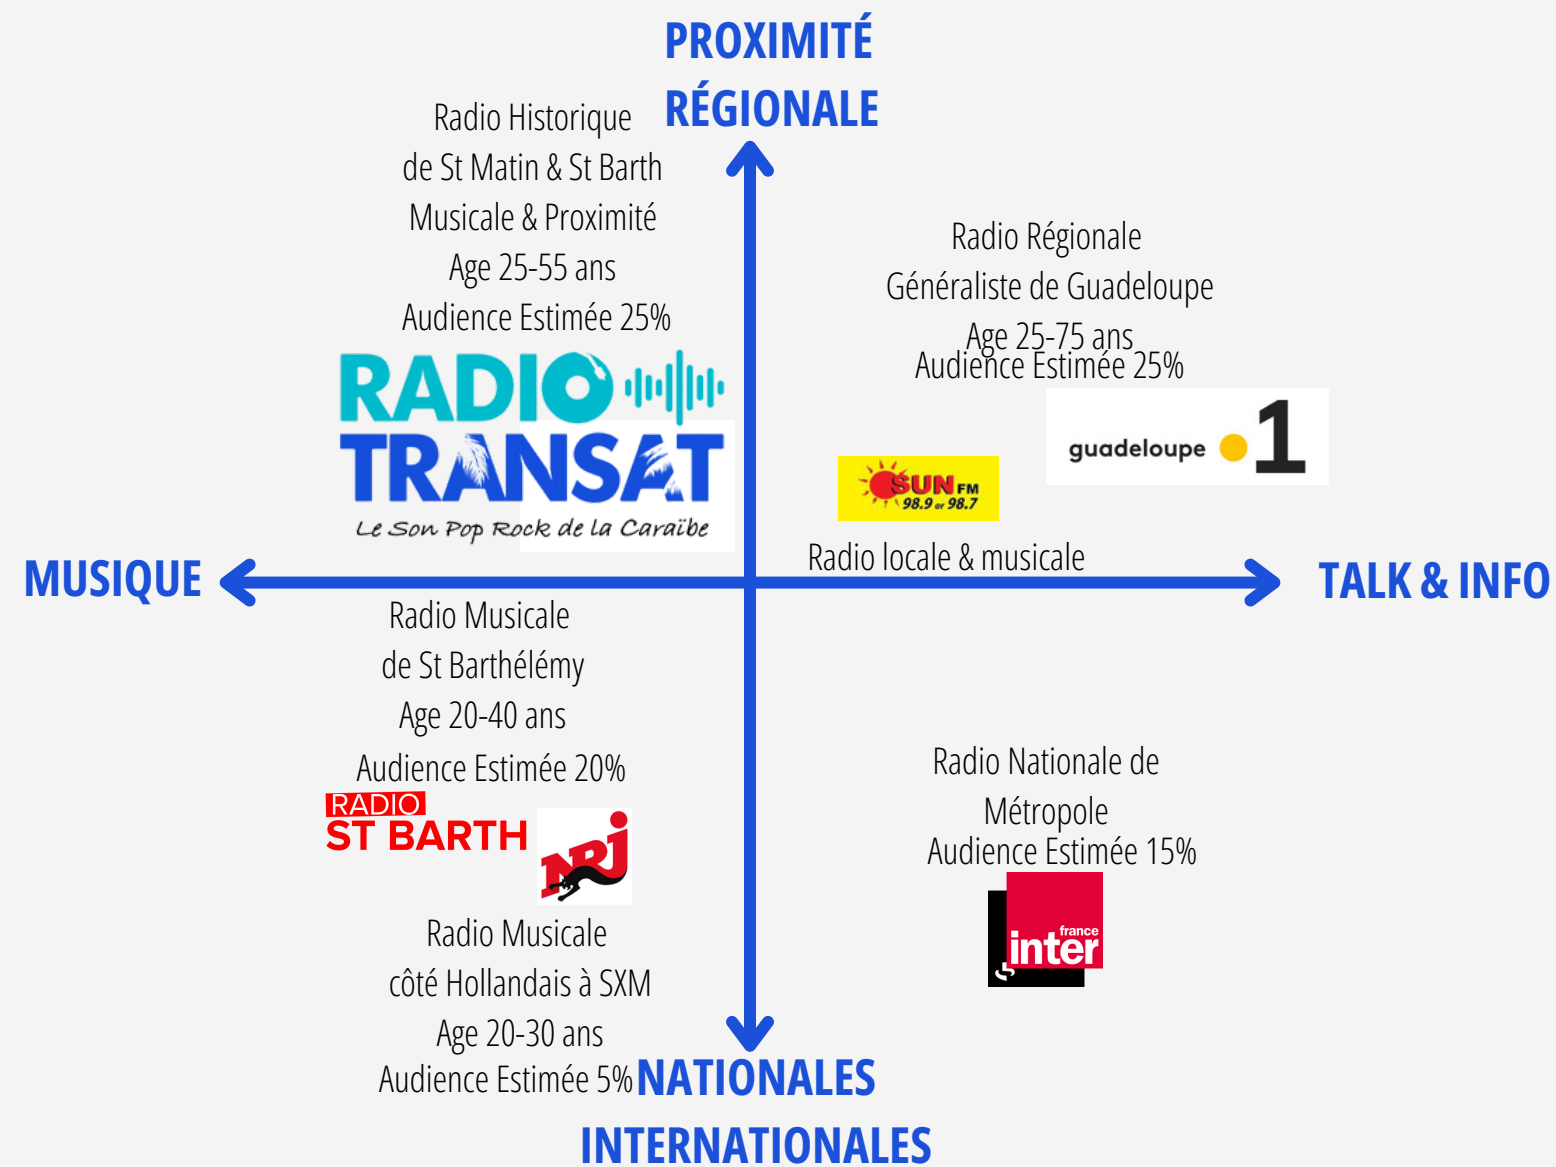 PROXIMITÉ
RÉGIONALE
Radio Historique
de St Matin & St Barth
Musicale & Proximité
Age 25-55 ans
Audience Estimée 25%
RADIO
TRANSAT
Le Son Pop Rock de la Caraïbe
Radio Régionale
Généraliste de Guadeloupe
Age 25-75 ans
Audience Estimée 25%
guadeloupe 1
SUN FM
98.9 or 98.7
Radio locale & musicale
MUSIQUE
TALK & INFO
Radio Musicale
de St Barthélémy
Age 20-40 ans
Audience Estimée 20%
RADIO
ST BARTH
NRJ
Radio Musicale
côté Hollandais à SXM
Age 20-30 ans
Audience Estimée 5%
Radio Nationale de
Métropole
Audience Estimée 15%
france
inter
NATIONALES
INTERNATIONALES